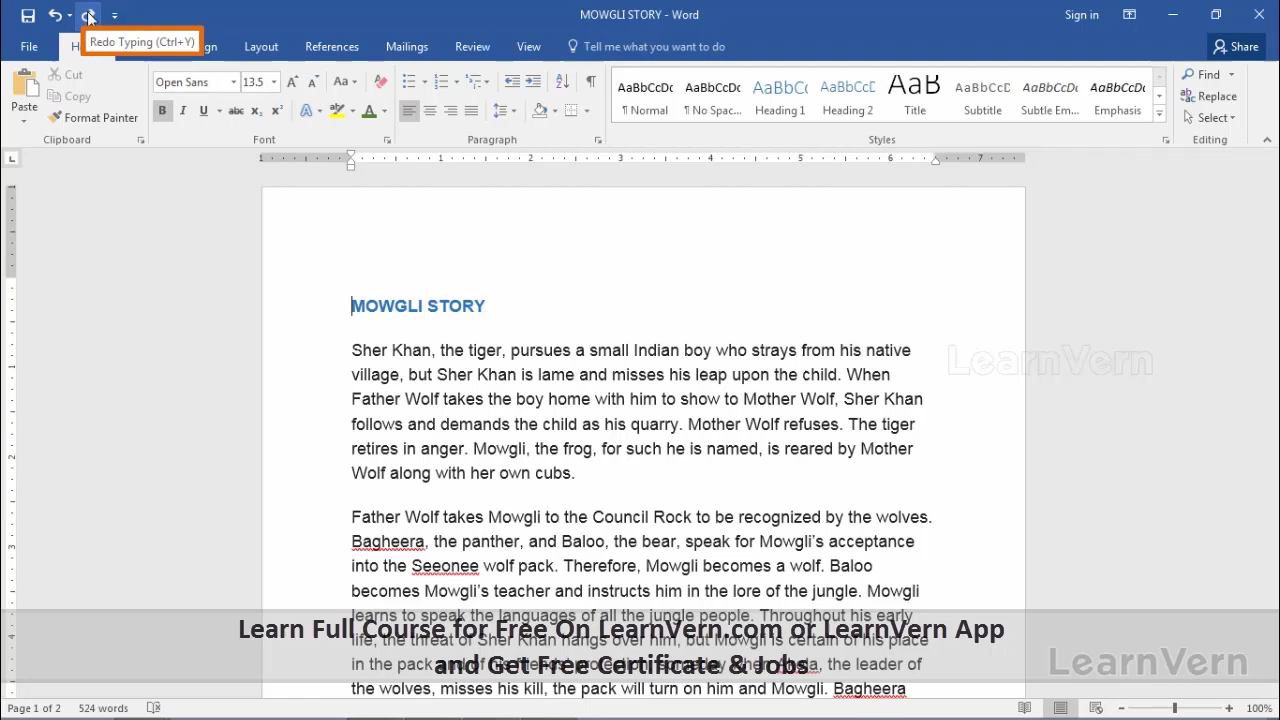 MOWGLI STORY - Word
Sign in
Redo Typing (Ctrl+Y)
File
Layout
References
Mailings
Review
View
Tell me what you want to do
Share
Paste
Cut
Copy
Format Painter
Clipboard
Open Sans
13.5
Font
Paragraph
AaBbCcDc AaBbCcDc AaBbCc AaBbCcD AaB AaBbCcD AaBbCcDc AaBbCcDc
¶ Normal ¶ No Spac... Heading 1 Heading 2 Title Subtitle Subtle Em... Emphasis
Styles
Find
Replace
Select
Editing
1 1 2 3 4 5 6 7
MOWGLI STORY
Sher Khan, the tiger, pursues a small Indian boy who strays from his native
village, but Sher Khan is lame and misses his leap upon the child. When
Father Wolf takes the boy home with him to show to Mother Wolf, Sher Khan
follows and demands the child as his quarry. Mother Wolf refuses. The tiger
retires in anger. Mowgli, the frog, for such he is named, is reared by Mother
Wolf along with her own cubs.
Father Wolf takes Mowgli to the Council Rock to be recognized by the wolves.
Bagheera, the panther, and Baloo, the bear, speak for Mowgli's acceptance
into the Seeonee wolf pack. Therefore, Mowgli becomes a wolf. Baloo
becomes Mowgli's teacher and instructs him in the lore of the jungle. Mowgli
learns to speak the languages of all the jungle people. Throughout his early
life, the threat of Sher Khan hangs over him, but Mowgli is certain of his place
in the pack the leader of
the wolves, misses his kill, the pack will turn on him and Mowgli. Bagheera
LearnVern
Learn Full Course for Free On LearnVern.com or LearnVern App
and Get Free Certificate & Jobs
LearnVern
Page 1 of 2
524 words
100%